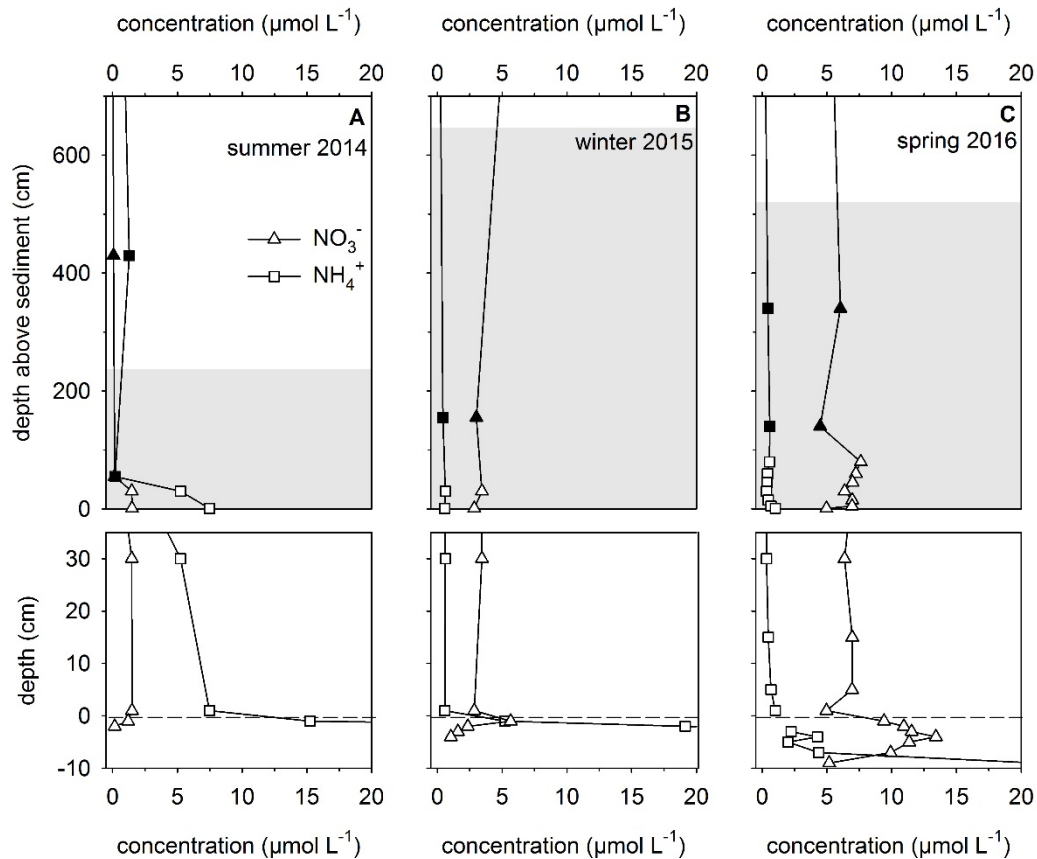 concentration (µmol L⁻¹) concentration (µmol L⁻¹) concentration (µmol L⁻¹)
0 5 10 15 20 0 5 10 15 20 0 5 10 15 20
A B C
summer 2014 winter 2015 spring 2016
depth above sediment (cm)
600
400
200
0
NO₃⁻
NH₄⁺
depth (cm)
30
20
10
0
-10
0 5 10 15 20 0 5 10 15 20 0 5 10 15 20
concentration (µmol L⁻¹) concentration (µmol L⁻¹) concentration (µmol L⁻¹)